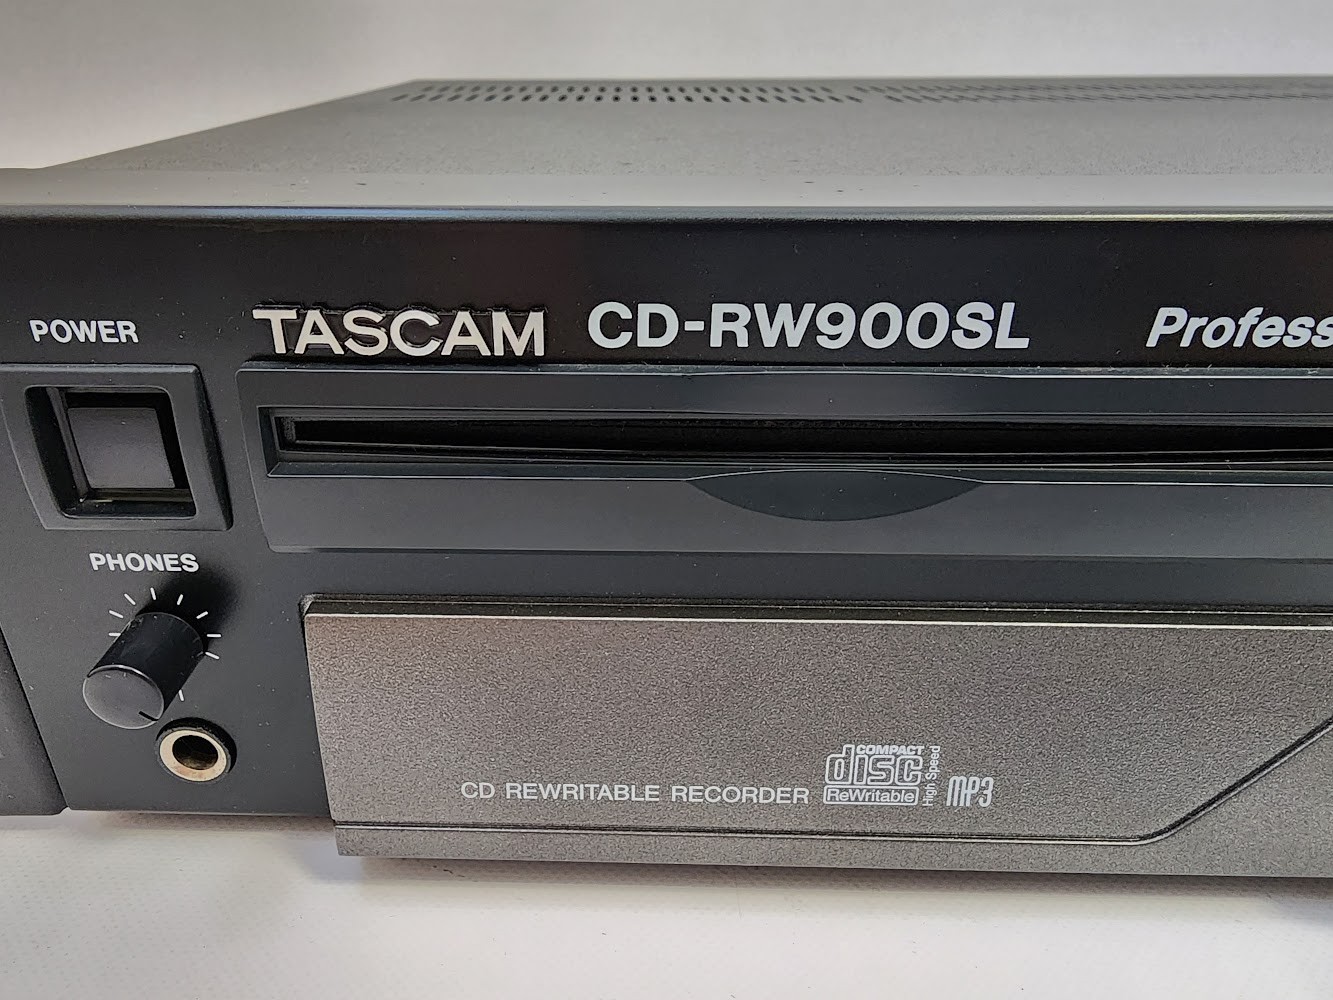 POWER
TASCAM CD-RW900SL Profess
PHONES
CD REWRITABLE RECORDER
COMPACT
disc
ReWritable
High Speed
MP3